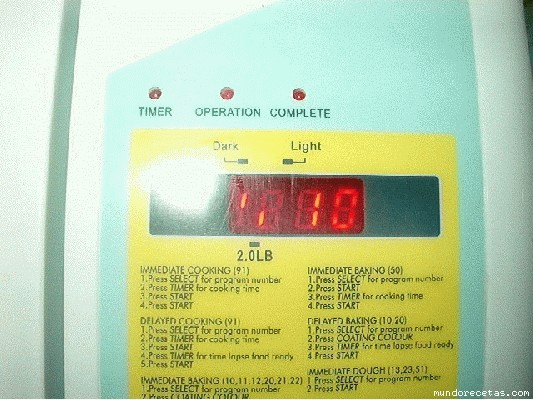 TIMER OPERATION COMPLETE
Dark Light
2.0LB
IMMEDIATE COOKING (91)
1.Press SELECT for program number
2.Press TIMER for cooking time
3.Press START
4.Press START
DELAYED COOKING (91)
1.Press SELECT for program number
2.Press TIMER for cooking time
3.Press START
4.Press TIMER for time lapse food ready
5.Press START
IMMEDIATE BAKING (10,11,12,20,21,22)
1.Press SELECT for program number
2.Press COATING COLOUR
IMMEDIATE BAKING (50)
1.Press SELECT for program number
2.Press START
3.Press TIMER for cooking time
4.Press START
DELAYED BAKING (10,20)
1.Press SELECT for program number
2.Press COATING COLOUR
3.Press TIMER for time lapse food ready
4.Press START
IMMEDIATE DOUGH (13,23,51)
1.Press SELECT for program number
2.Press START
mundorecetas.com